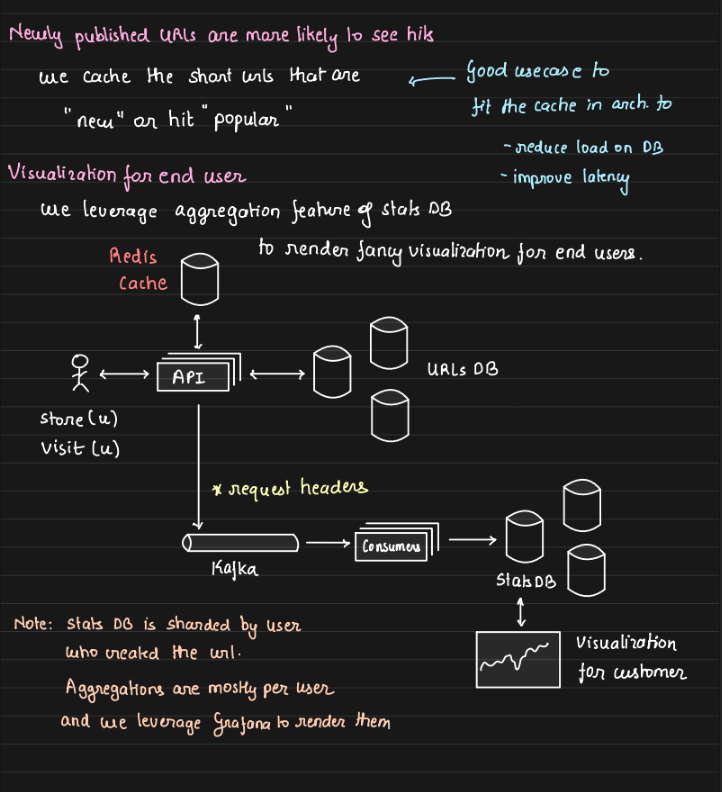 Newly published URLs are more likely to see hits
we cache the short urls that are
"new" or hit "popular"
Good usecase to
fit the cache in arch. to
- reduce load on DB
- improve latency
Visualization for end user
we leverage aggregation feature of stats DB
to render fancy visualization for end users.
Redis
Cache
API
URLs DB
store (u)
visit (u)
* request headers
Kafka
Consumers
Stats DB
Visualization
for customer
Note: Stats DB is sharded by user
who created the url.
Aggregations are mostly per user
and we leverage Grafana to render them